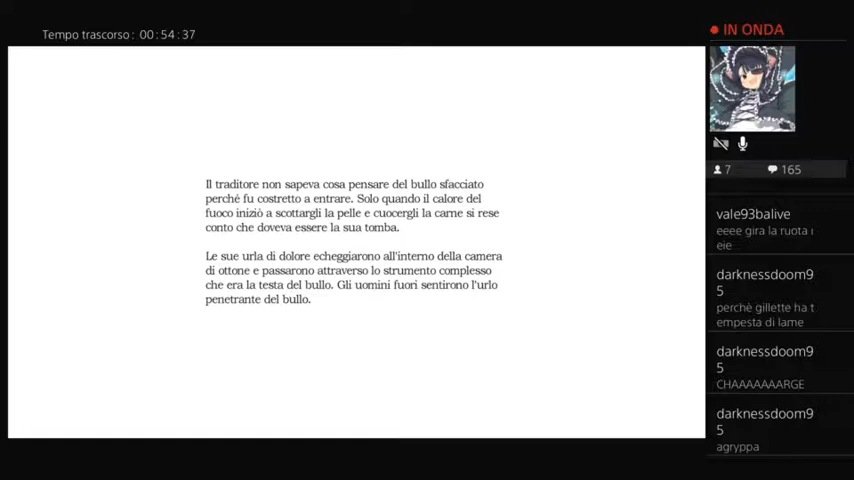 Tempo trascorso: 00:54:37
IN ONDA
7
165
Il traditore non sapeva cosa pensare del bullo sfacciato
perchè fu costretto a entrare. Solo quando il calore del
fuoco iniziò a scottargli la pelle e cuocergli la carne si rese
conto che doveva essere la sua tomba.
Le sue urla di dolore echeggiarono all'interno della camera
di ottone e passarono attraverso lo strumento complesso
che era la testa del bullo. Gli uomini fuori sentirono l'urlo
penetrante del bullo.
vale93balive
eeee gira la ruota i
eie
darknessdoom9
5
perchè gillette ha t
empesta di lame
darknessdoom9
5
CHAAAAAAARGE
darknessdoom9
5
agryppa